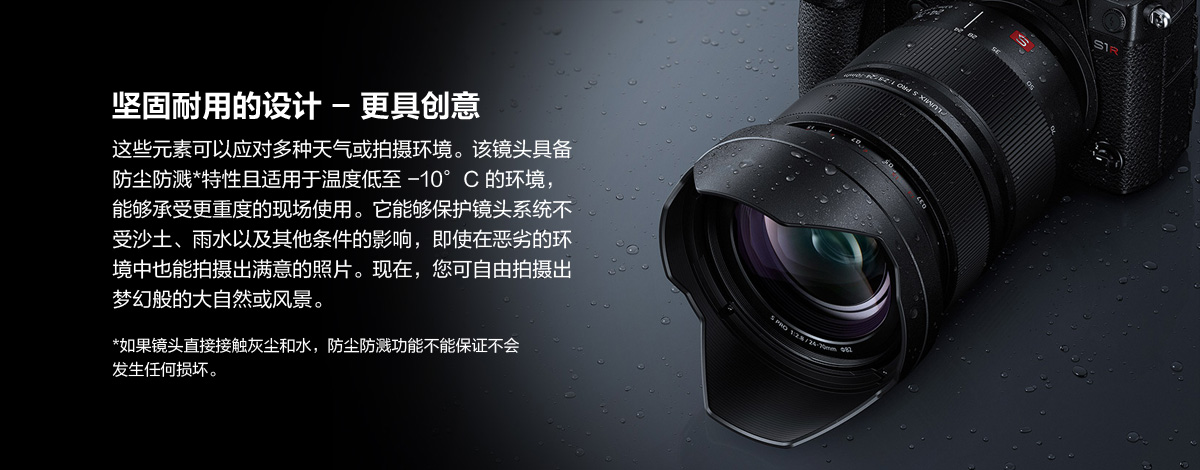 坚固耐用的设计 – 更具创意
这些元素可以应对多种天气或拍摄环境。该镜头具备
防尘防溅*特性且适用于温度低至 –10°C 的环境，
能够承受更重度的现场使用。它能够保护镜头系统不
受沙土、雨水以及其他条件的影响，即使在恶劣的环
境中也能拍摄出满意的照片。现在，您可自由拍摄出
梦幻般的大自然或风景。
*如果镜头直接接触灰尘和水，防尘防溅功能不能保证不会
发生任何损坏。
S1R
S
24 28 35 50 70
LUMIX S PRO 1:2.8/24-70mm
0.37
S PRO 1:2.8 / 24-70mm Φ82